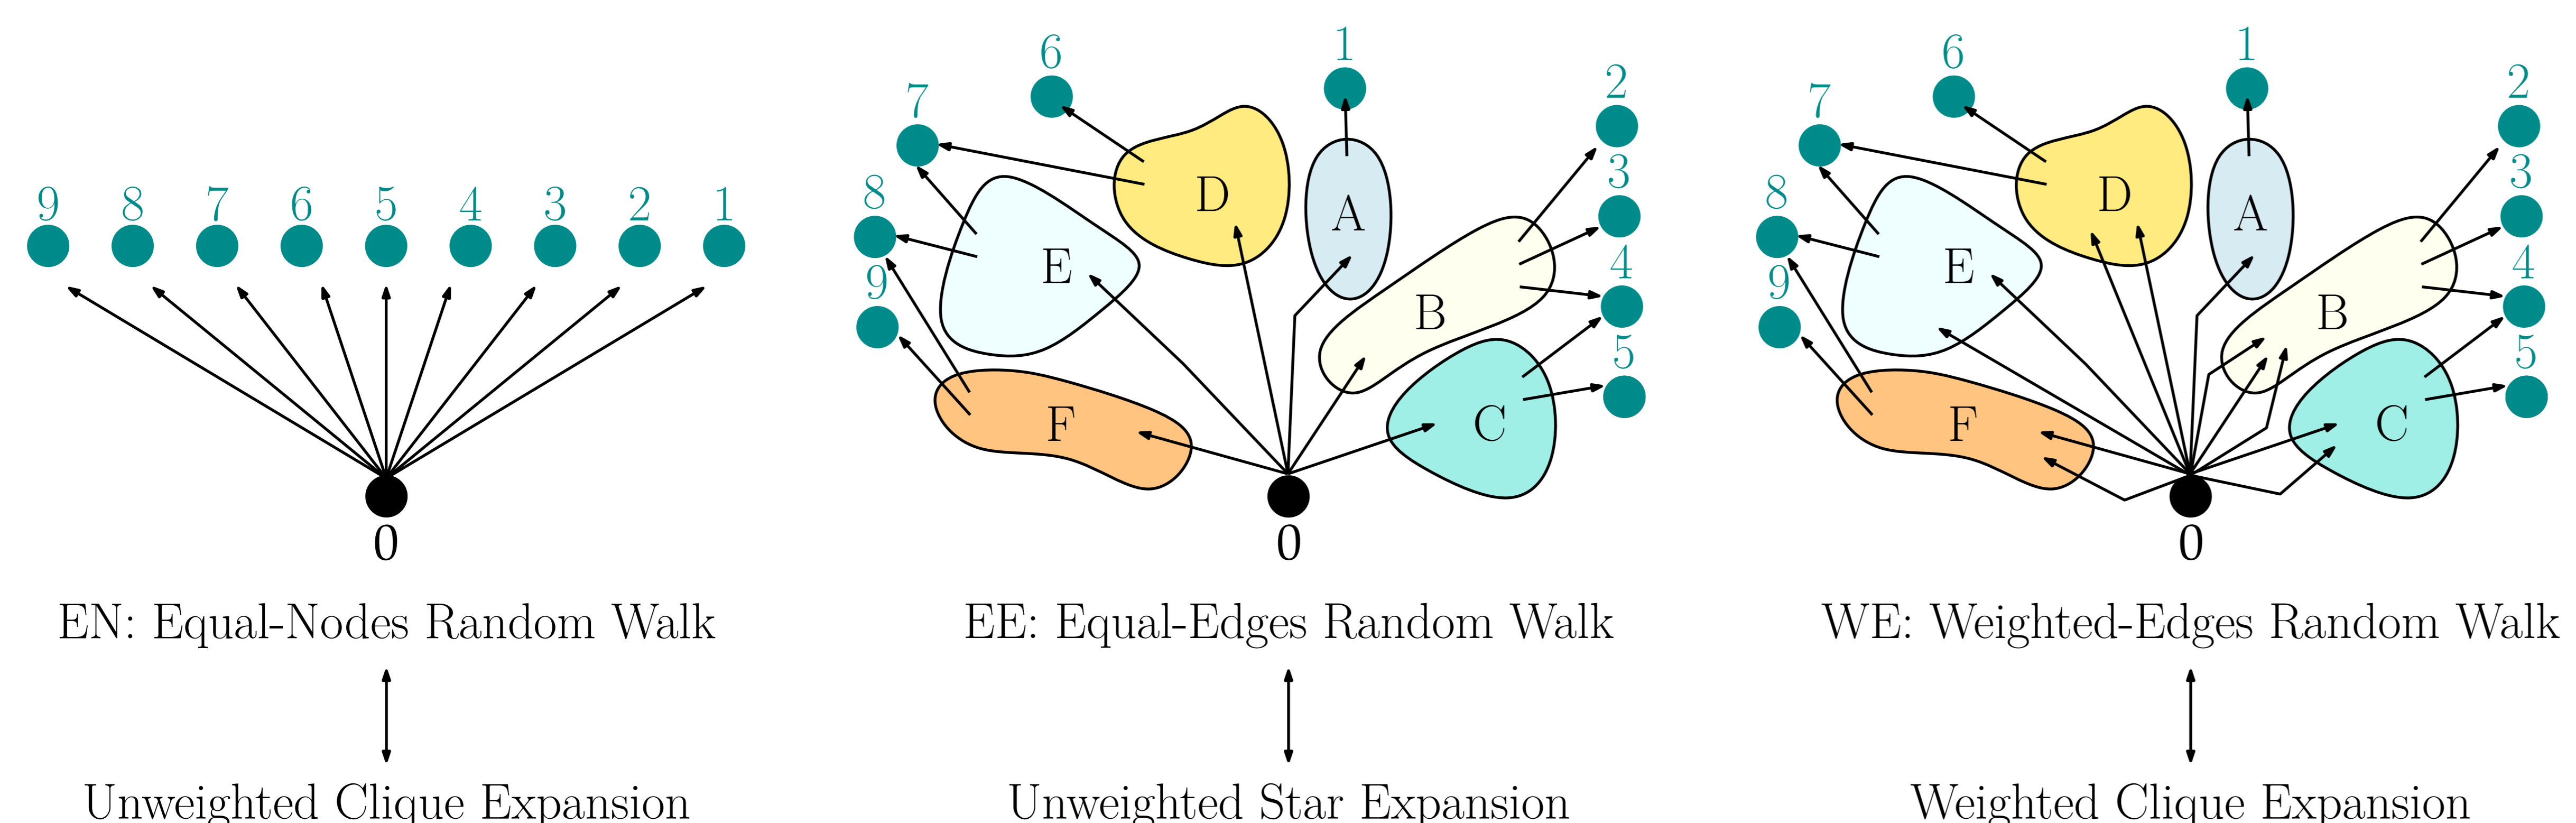 9 8 7 6 5 4 3 2 1
0
EN: Equal-Nodes Random Walk
Unweighted Clique Expansion
1
6
2
7
3
D
8
A
4
E
9
B
5
F
C
0
EE: Equal-Edges Random Walk
Unweighted Star Expansion
1
6
2
7
3
D
8
A
4
E
9
B
5
F
C
0
WE: Weighted-Edges Random Walk
Weighted Clique Expansion